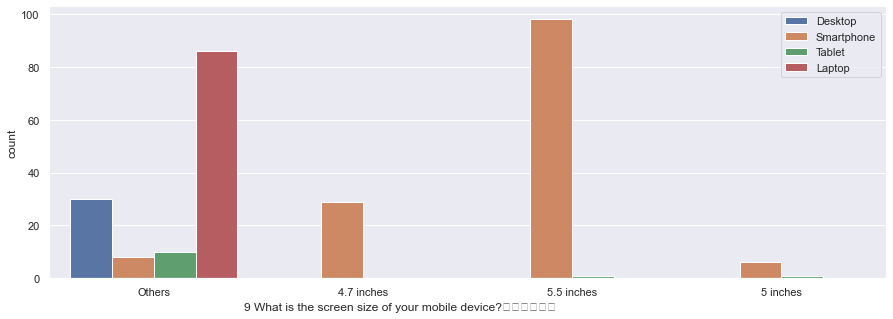 100
80
60
40
20
0
count
Desktop
Smartphone
Tablet
Laptop
Others 4.7 inches 5.5 inches 5 inches
9 What is the screen size of your mobile device?